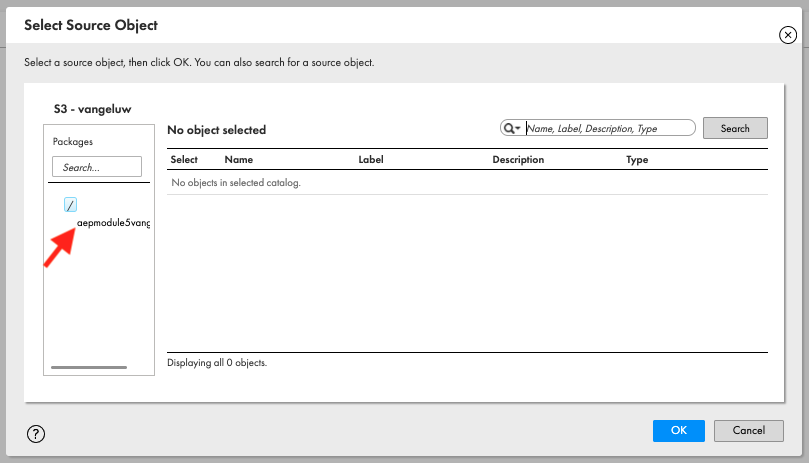 Select Source Object
Select a source object, then click OK. You can also search for a source object.
S3 - vangeluw
Packages
Search...
/
aepmodule5vang
No object selected
Name, Label, Description, Type
Search
Select Name Label Description Type
No objects in selected catalog.
Displaying all 0 objects.
?
OK
Cancel